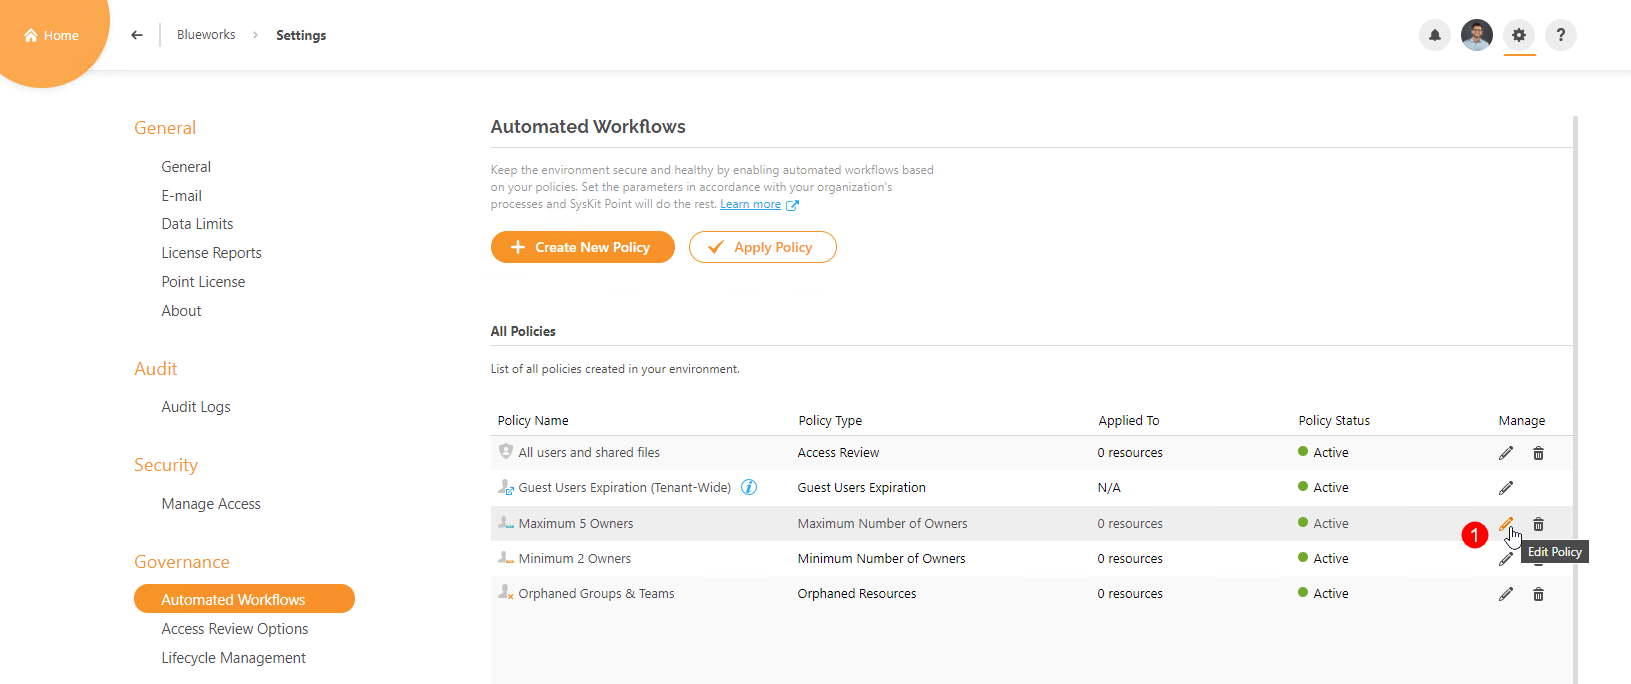 Home
Blueworks > Settings
?
General
General
E-mail
Data Limits
License Reports
Point License
About
Audit
Audit Logs
Security
Manage Access
Governance
Automated Workflows
Access Review Options
Lifecycle Management
Automated Workflows
Keep the environment secure and healthy by enabling automated workflows based
on your policies. Set the parameters in accordance with your organization's
processes and SysKit Point will do the rest. Learn more
Create New Policy
Apply Policy
All Policies
List of all policies created in your environment.
Policy Name Policy Type Applied To Policy Status Manage
All users and shared files Access Review 0 resources Active
Guest Users Expiration (Tenant-Wide) i Guest Users Expiration N/A Active
Maximum 5 Owners Maximum Number of Owners 0 resources Active
1
Edit Policy
Minimum 2 Owners Minimum Number of Owners 0 resources Active
Orphaned Groups & Teams Orphaned Resources 0 resources Active